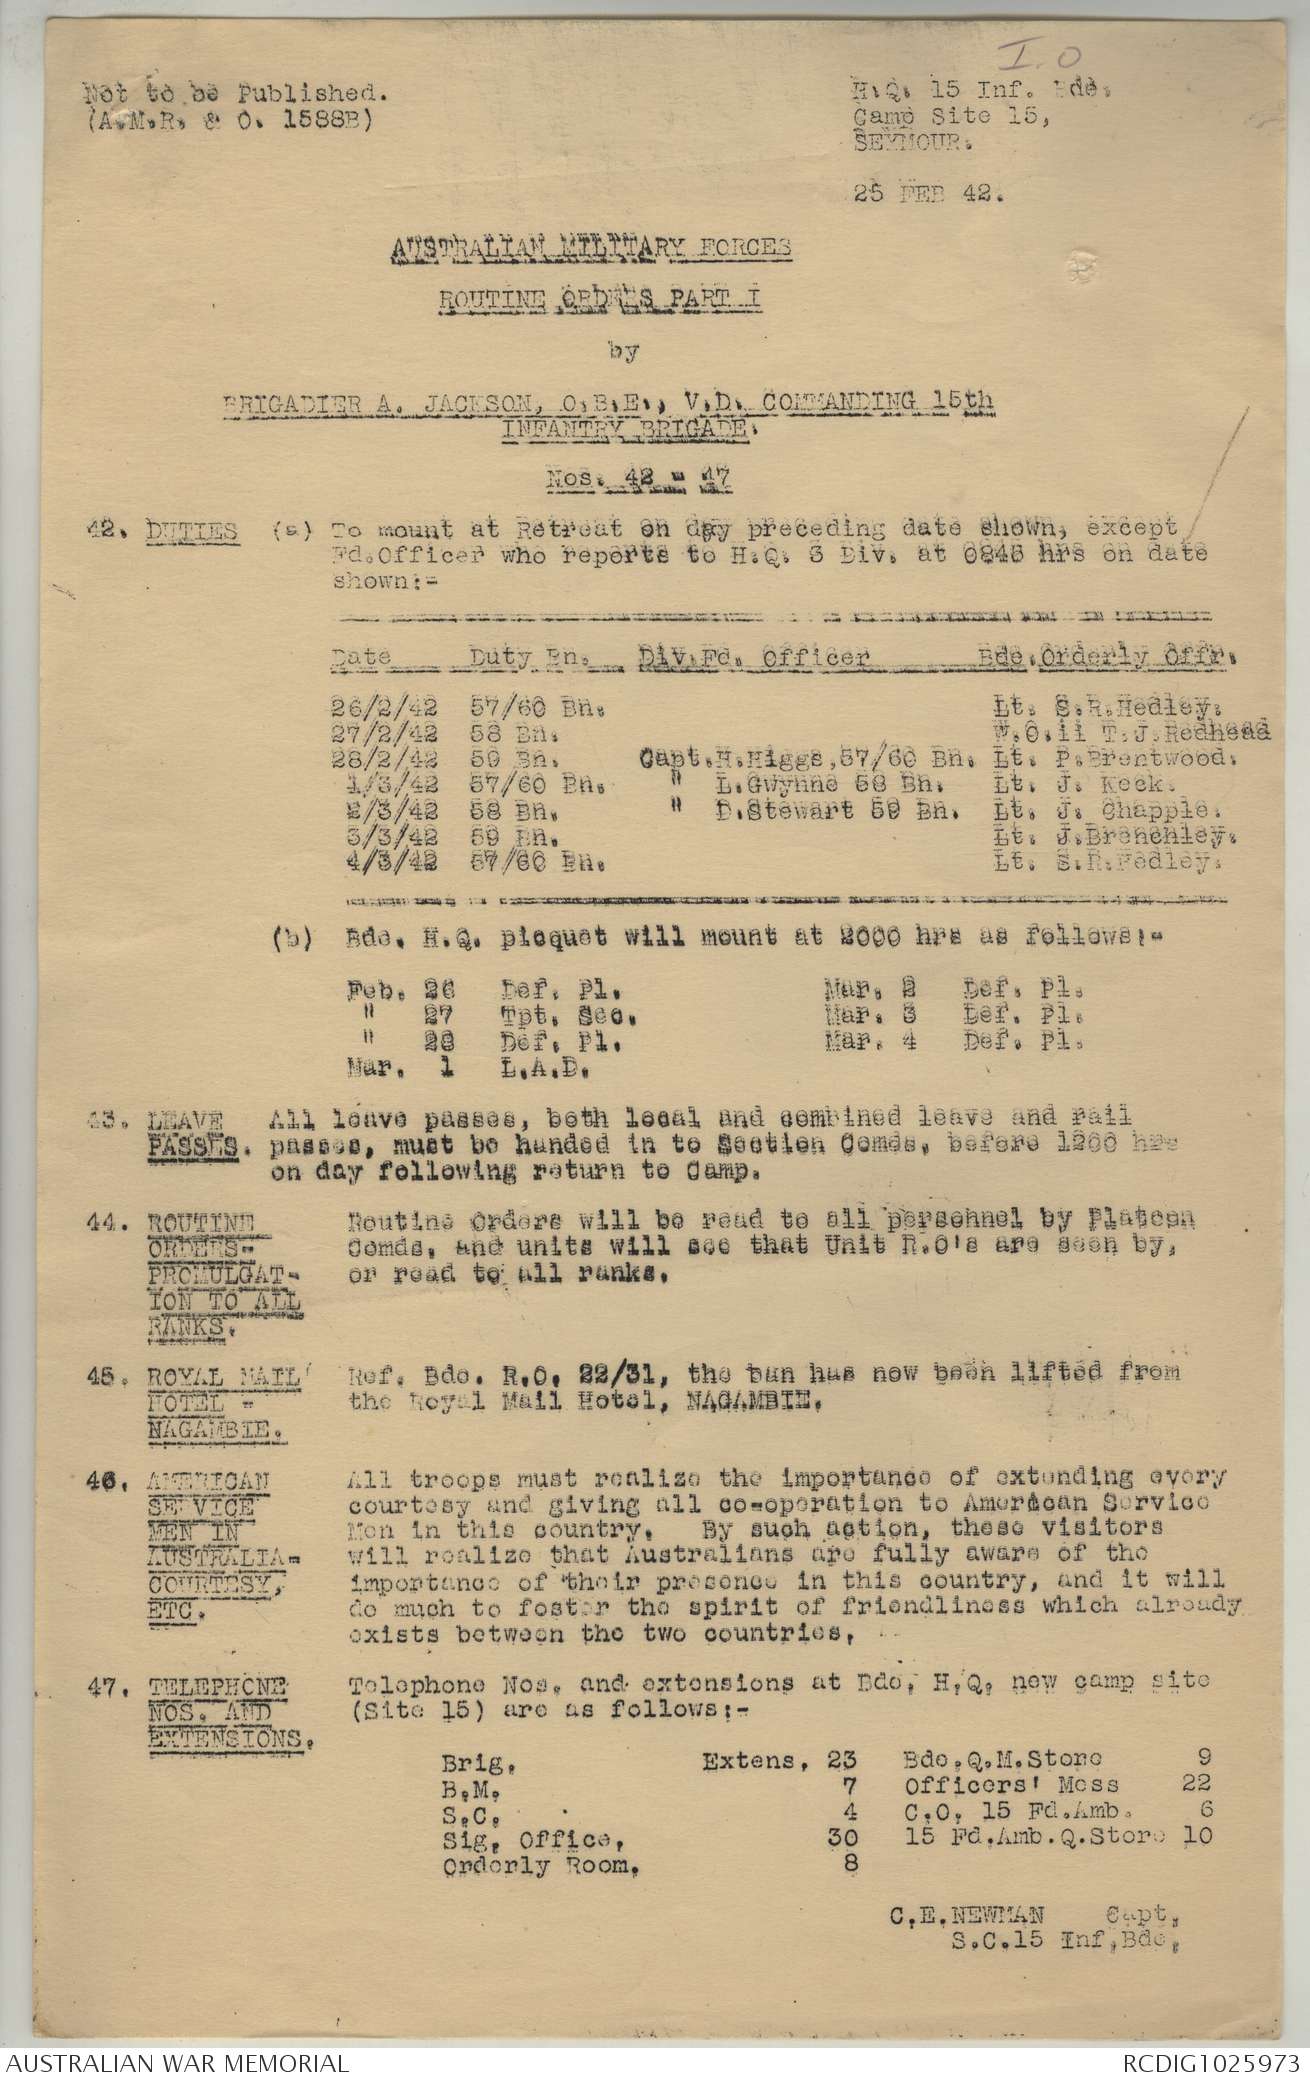 I.O
Not to be Published.
(A.M.R. & O. 1588B)
H.Q. 15 Inf. Bde.
Camp Site 15,
SEYMOUR.
25 FEB 42.
AUSTRALIAN MILITARY FORCES
ROUTINE ORDERS PART I
by
BRIGADIER A. JACKSON, O.B.E., V.D. COMMANDING 15th
INFANTRY BRIGADE.
Nos. 42 - 47
42. DUTIES (a) To mount at Retreat on day preceding date shown, except
Fd.Officer who reports to H.Q. 3 Div. at 0845 hrs on date
shown:-
Date Duty Bn. Div.Fd. Officer Bde.Orderly Offr.
26/2/42 57/60 Bn. Lt. S.R.Hedley.
27/2/42 58 Bn. W.O.ii T.J.Redhead
28/2/42 59 Bn. Capt.H.Higgs,57/60 Bn. Lt. P.Brentwood.
1/3/42 57/60 Bn. " L.Gwynne 58 Bn. Lt. J. Keck.
2/3/42 58 Bn. " D.Stewart 59 Bn. Lt. J. Chapple.
3/3/42 59 Bn. Lt. J.Brenchley.
4/3/42 57/60 Bn. Lt. S.R.Hedley.
(b) Bde. H.Q. picquet will mount at 2000 hrs as follows:-
Feb. 26 Def. Pl. Mar. 2 Def. Pl.
" 27 Tpt. Sec. Mar. 3 Def. Pl.
" 28 Def. Pl. Mar. 4 Def. Pl.
Mar. 1 L.A.D.
43. LEAVE All leave passes, both local and combined leave and rail
PASSES. passes, must be handed in to Section Comds, before 1200 hrs
on day following return to Camp.
44. ROUTINE Routine Orders will be read to all personnel by Platoon
ORDERS- Comds, and units will see that Unit R.O's are seen by,
PROMULGAT- or read to all ranks.
ION TO ALL
RANKS.
45. ROYAL MAIL Ref. Bde. R.O. 22/31, the ban has now been lifted from
HOTEL - the Royal Mail Hotel, NAGAMBIE.
NAGAMBIE.
46. AMERICAN All troops must realize the importance of extending every
SERVICE courtesy and giving all co-operation to American Service
MEN IN Men in this country. By such action, these visitors
AUSTRALIA- will realize that Australians are fully aware of the
COURTESY, importance of their presence in this country, and it will
ETC. do much to foster the spirit of friendliness which already
exists between the two countries.
47. TELEPHONE Telephone Nos. and extensions at Bde. H.Q. new camp site
NOS. AND (Site 15) are as follows:-
EXTENSIONS.
Brig. Extens. 23 Bde.Q.M.Store 9
B.M. 7 Officers' Mess 22
S.C. 4 C.O. 15 Fd.Amb. 6
Sig. Office, 30 15 Fd.Amb.Q.Store 10
Orderly Room. 8
C.E.NEWMAN Capt.
S.C.15 Inf.Bde.
AUSTRALIAN WAR MEMORIAL RCDIG1025973